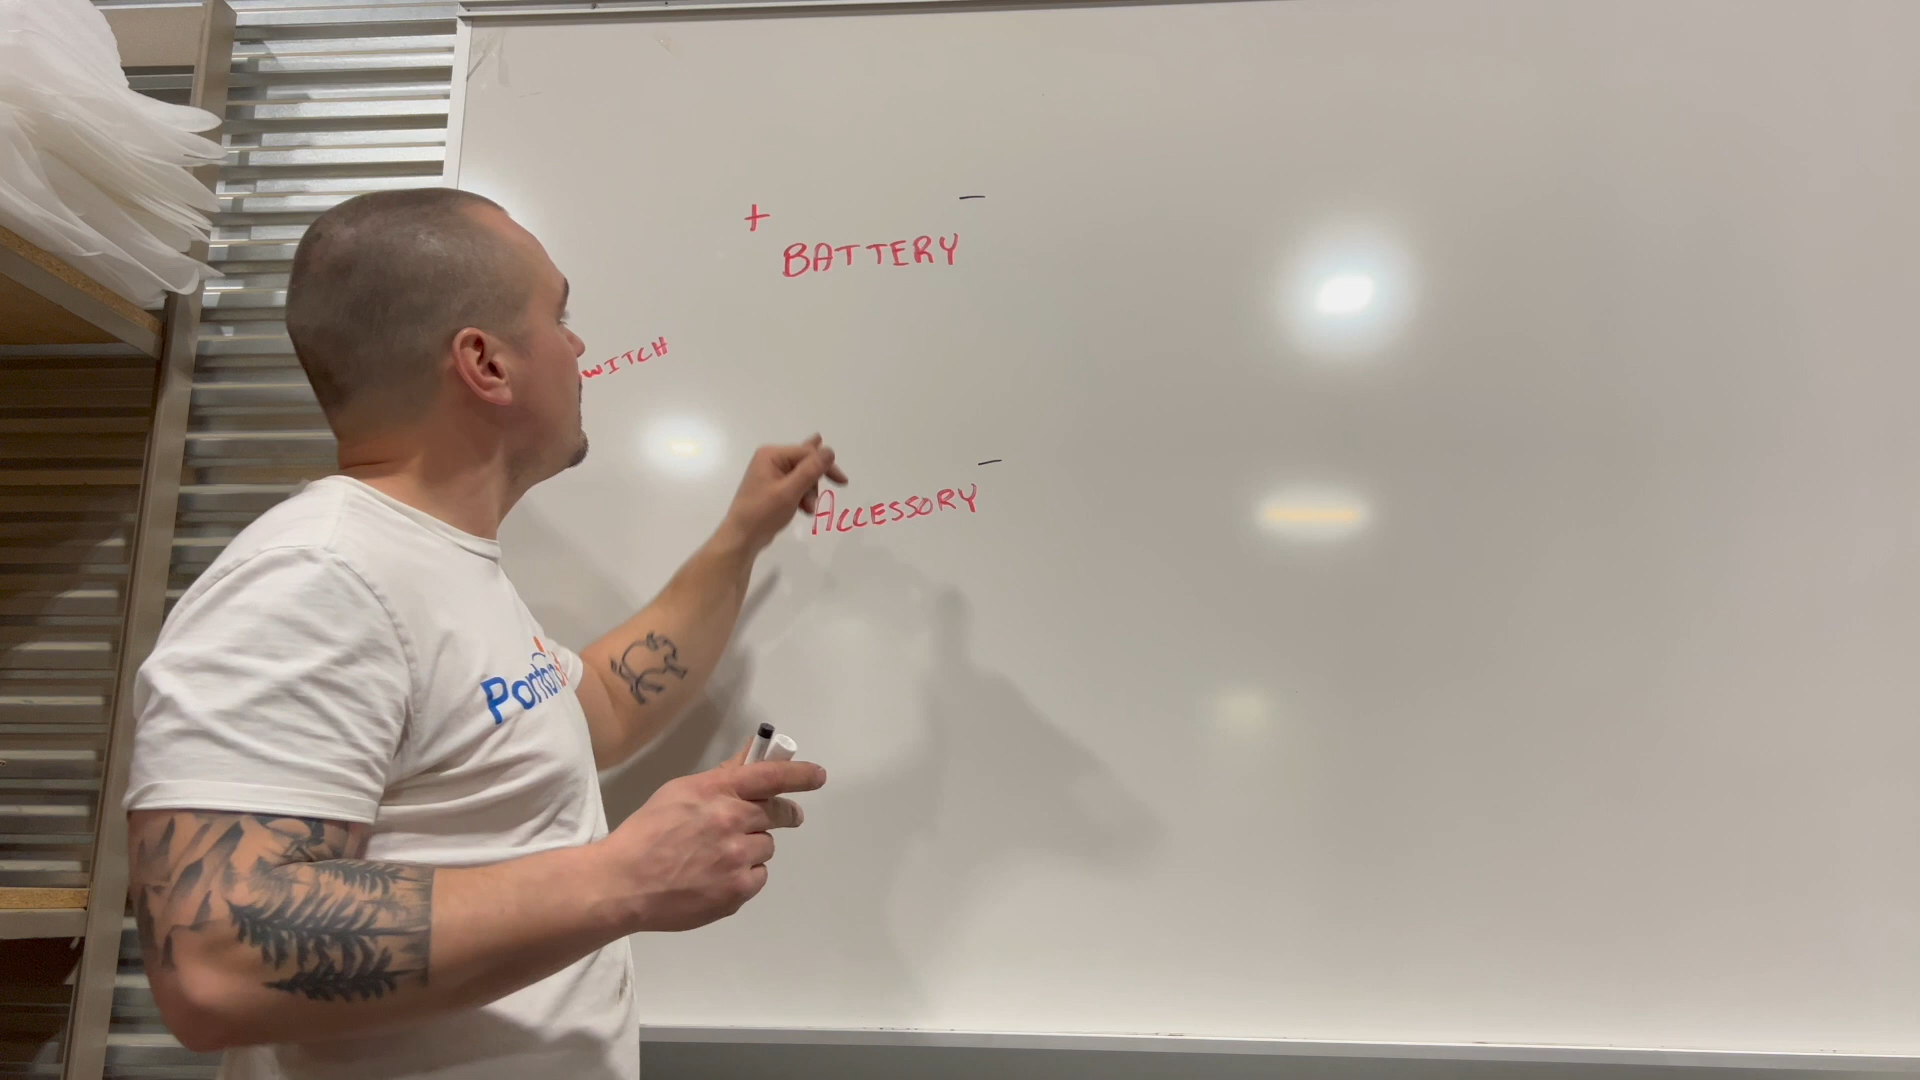 + −
BATTERY
WITCH
−
ACCESSORY